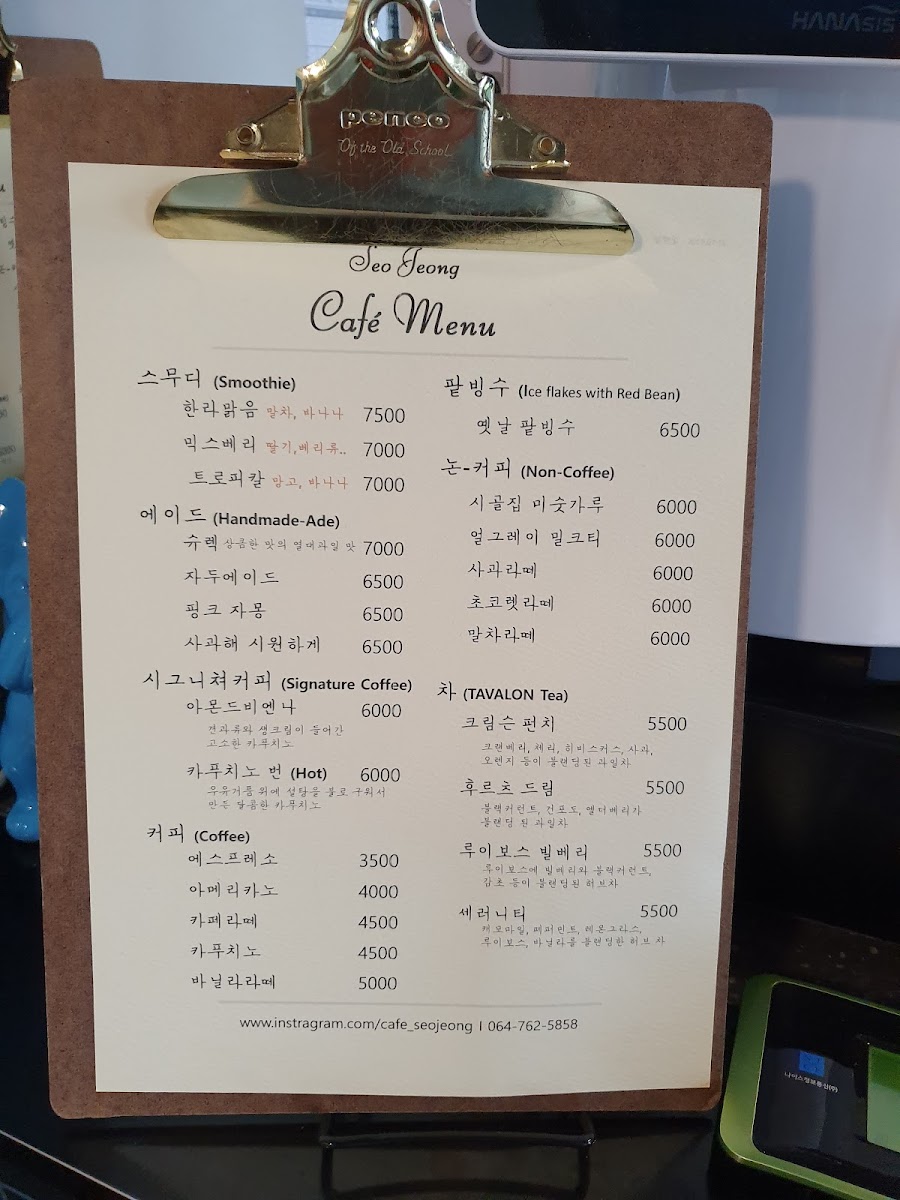 HANASIS
penco
Of the Old School
Seo Jeong
Café Menu
스무디 (Smoothie)
한라맑음 말차, 바나나 7500
믹스베리 딸기,베리류.. 7000
트로피칼 망고, 바나나 7000
에이드 (Handmade-Ade)
슈렉 상콤한 맛의 열대과일 맛 7000
자두에이드 6500
핑크 자몽 6500
사과해 시원하게 6500
시그니쳐커피 (Signature Coffee)
아몬드비엔나 6000
견과류와 생크림이 들어간
고소한 카푸치노
카푸치노 번 (Hot) 6000
우유거품위에 설탕을 불로 구워서
만든 달콤한 카푸치노
커피 (Coffee)
에스프레소 3500
아메리카노 4000
카페라떼 4500
카푸치노 4500
바닐라라떼 5000
팥빙수 (Ice flakes with Red Bean)
옛날 팥빙수 6500
논-커피 (Non-Coffee)
시골집 미숫가루 6000
얼그레이 밀크티 6000
사과라떼 6000
초코렛라떼 6000
말차라떼 6000
차 (TAVALON Tea)
크림슨 펀치 5500
크랜베리, 체리, 히비스커스, 사과,
오렌지 등이 블랜딩된 과일차
후르츠 드림 5500
블랙커런트, 건포도, 엘더베리가
블랜딩 된 과일차
루이보스 빌베리 5500
루이보스에 빌베리와 블랙커런트,
감초 등이 블랜딩된 허브차
세러니티 5500
캐모마일, 페퍼민트, 레몬그라스,
루이보스, 바닐라를 블랜딩한 허브 차
www.instragram.com/cafe_seojeong I 064-762-5858
나이스정보통신(주)